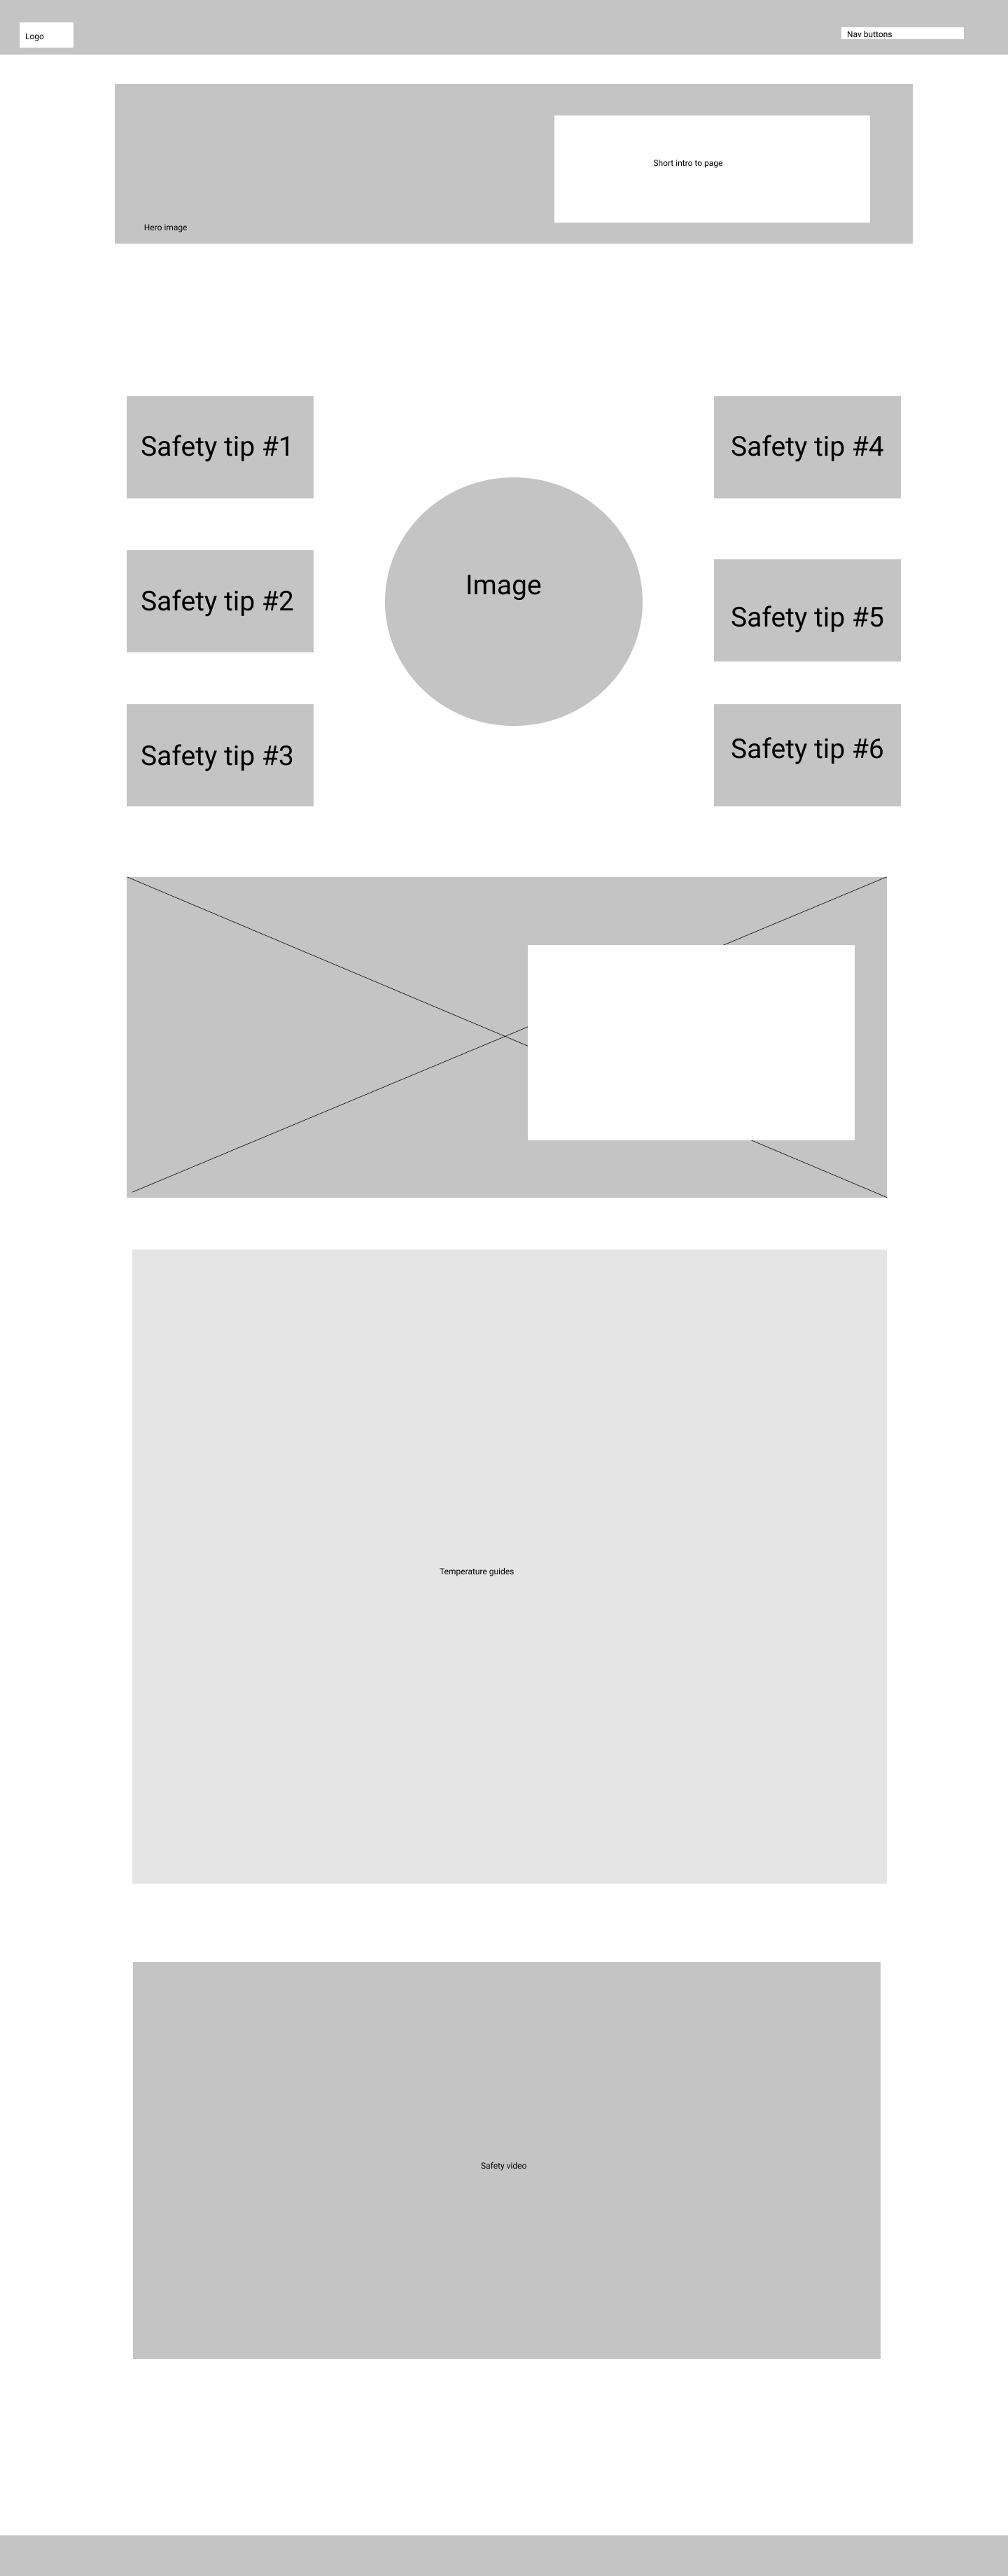 Logo
Nav buttons
Short intro to page
Hero image
Safety tip #1
Safety tip #4
Image
Safety tip #2
Safety tip #5
Safety tip #3
Safety tip #6
Temperature guides
Safety video